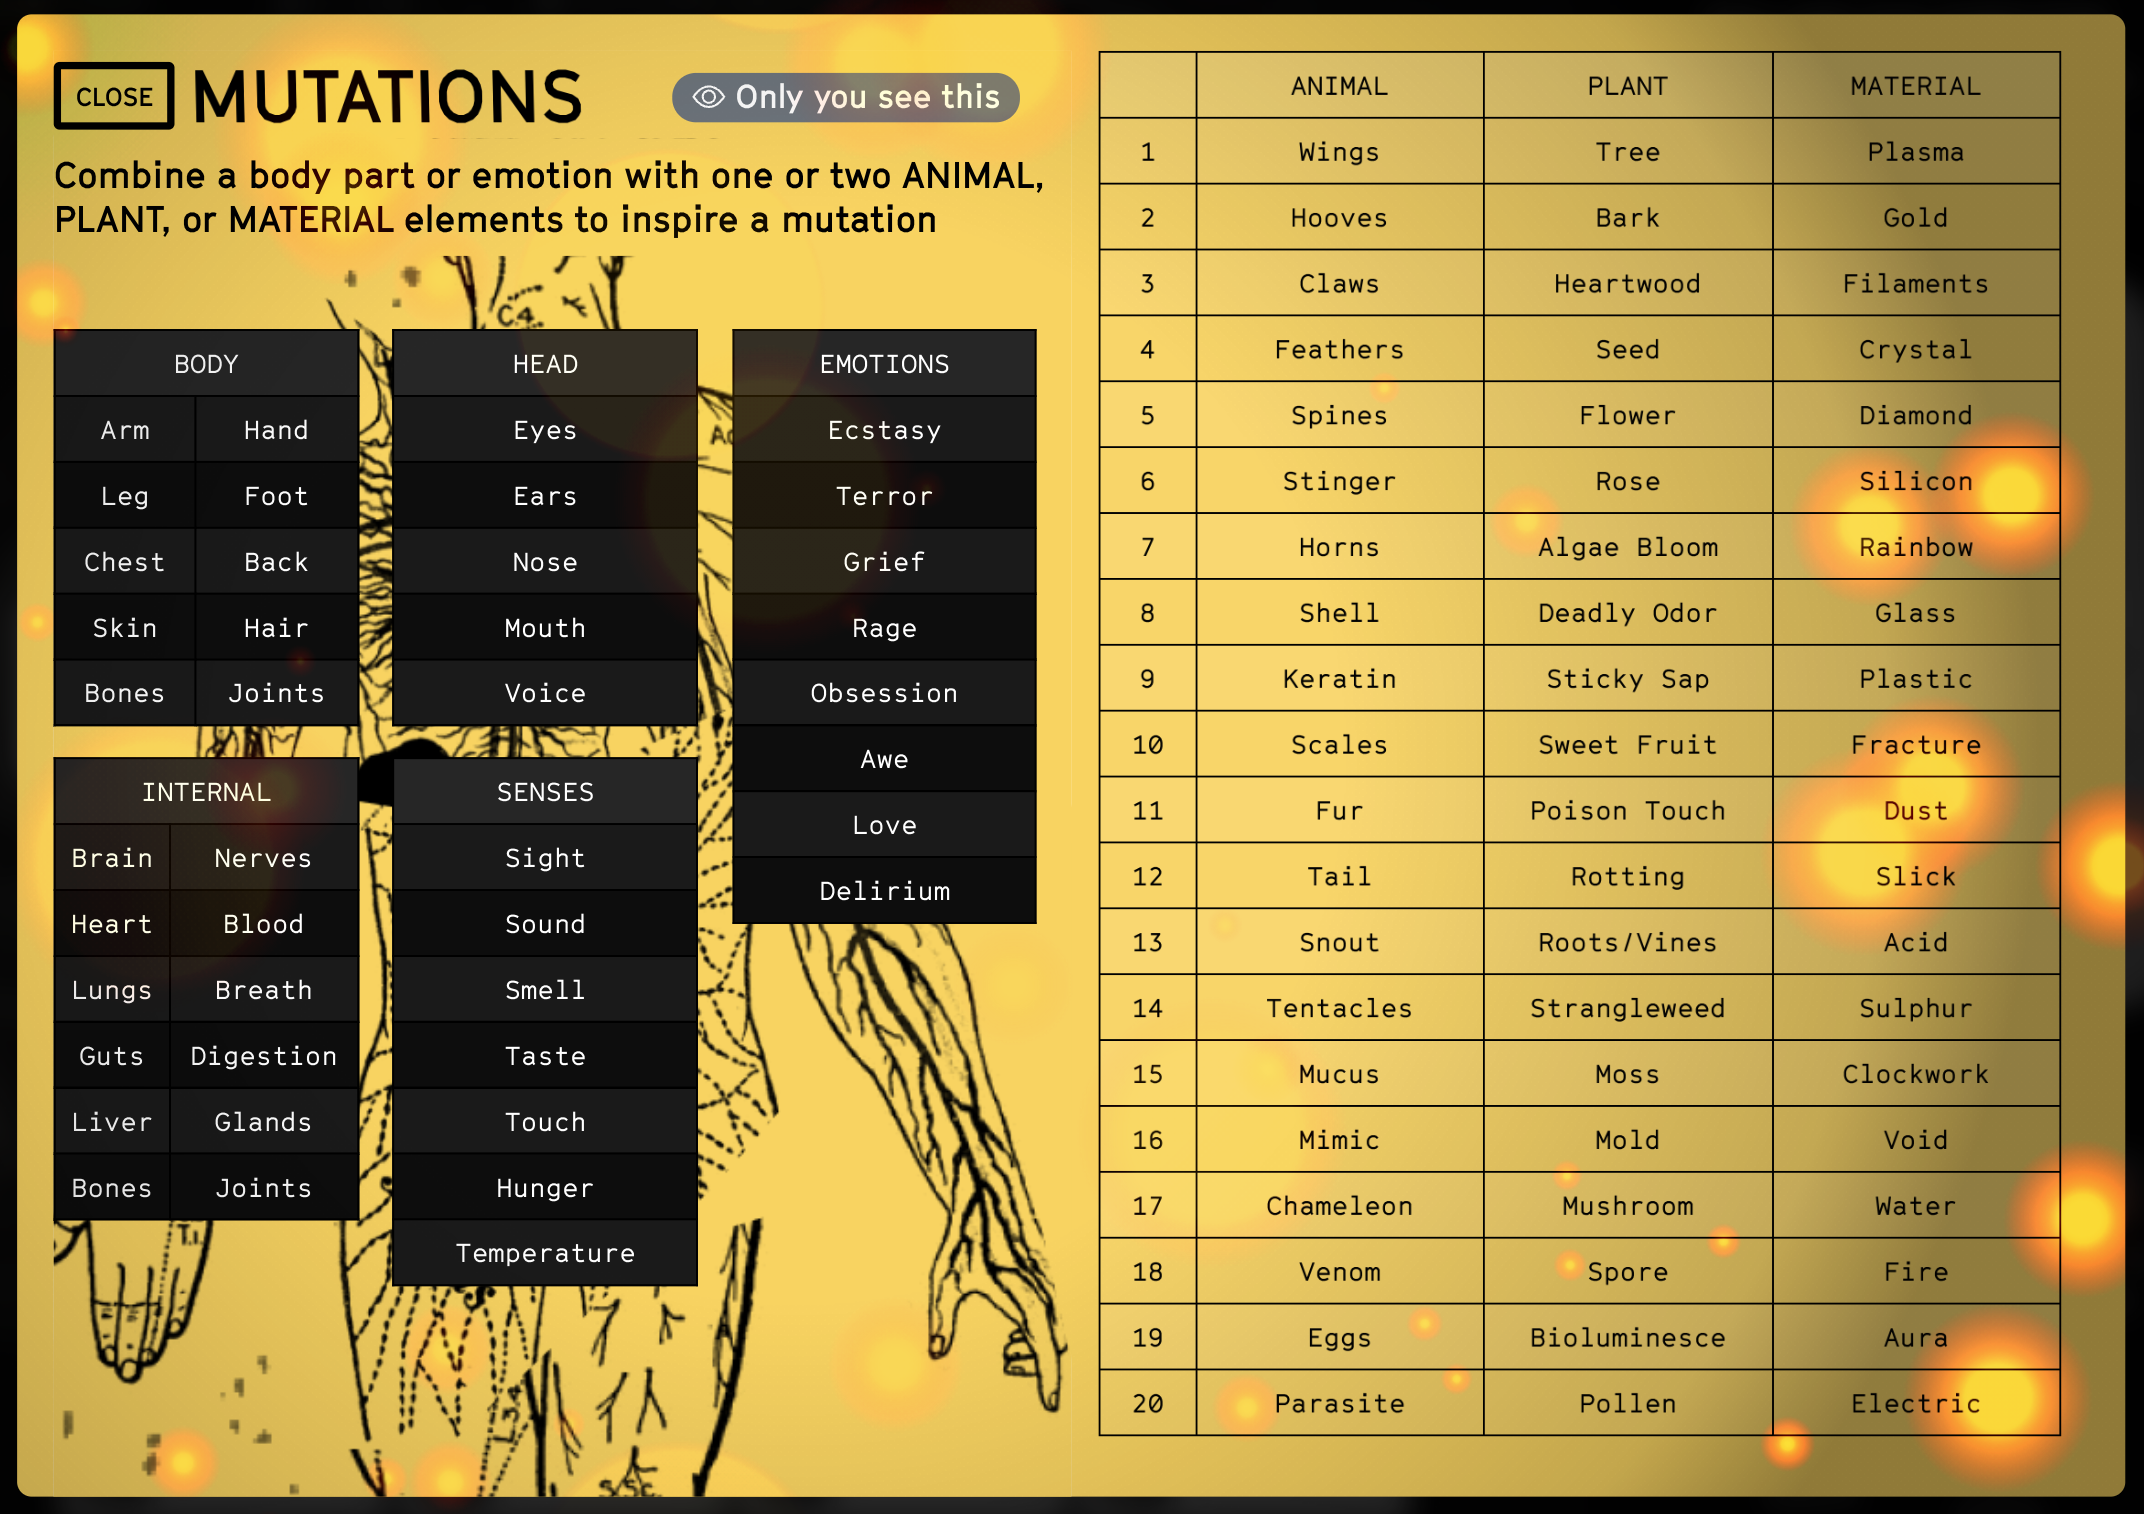 CLOSE MUTATIONS Only you see this
Combine a body part or emotion with one or two ANIMAL,
PLANT, or MATERIAL elements to inspire a mutation
C4
BODY
Arm Hand
Leg Foot
Chest Back
Skin Hair
Bones Joints
HEAD
Eyes
Ears
Nose
Mouth
Voice
EMOTIONS
Ecstasy
Terror
Grief
Rage
Obsession
Awe
Love
Delirium
INTERNAL
Brain Nerves
Heart Blood
Lungs Breath
Guts Digestion
Liver Glands
Bones Joints
SENSES
Sight
Sound
Smell
Taste
Touch
Hunger
Temperature
T.1.
ANIMAL PLANT MATERIAL
1 Wings Tree Plasma
2 Hooves Bark Gold
3 Claws Heartwood Filaments
4 Feathers Seed Crystal
5 Spines Flower Diamond
6 Stinger Rose Silicon
7 Horns Algae Bloom Rainbow
8 Shell Deadly Odor Glass
9 Keratin Sticky Sap Plastic
10 Scales Sweet Fruit Fracture
11 Fur Poison Touch Dust
12 Tail Rotting Slick
13 Snout Roots/Vines Acid
14 Tentacles Strangleweed Sulphur
15 Mucus Moss Clockwork
16 Mimic Mold Void
17 Chameleon Mushroom Water
18 Venom Spore Fire
19 Eggs Bioluminesce Aura
20 Parasite Pollen Electric